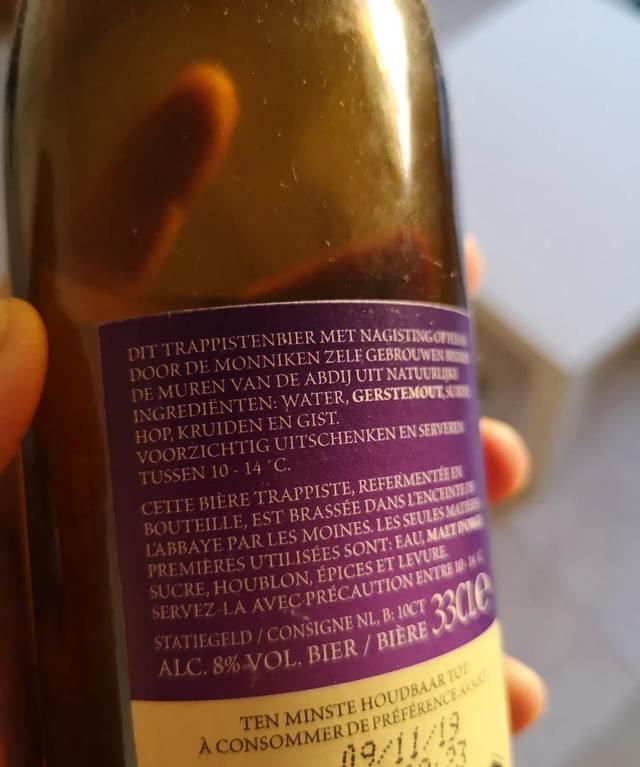 DIT TRAPPISTENBIER MET NAGISTING OP FLES IS
DOOR DE MONNIKEN ZELF GEBROUWEN BINNEN
DE MUREN VAN DE ABDIJ UIT NATUURLIJKE
INGREDIËNTEN: WATER, GERSTEMOUT, SUIKER,
HOP, KRUIDEN EN GIST.
VOORZICHTIG UITSCHENKEN EN SERVEREN
TUSSEN 10 - 14 °C.
CETTE BIÈRE TRAPPISTE, REFERMENTÉE EN
BOUTEILLE, EST BRASSÉE DANS L'ENCEINTE DE
L'ABBAYE PAR LES MOINES. LES SEULES MATIÈRES
PREMIÈRES UTILISÉES SONT: EAU, MALT D'ORGE,
SUCRE, HOUBLON, ÉPICES ET LEVURE.
SERVEZ-LA AVEC PRÉCAUTION ENTRE 10- 14 °C.
STATIEGELD / CONSIGNE NL, B: 10CT 33Cl e
ALC. 8% VOL. BIER / BIÈRE
TEN MINSTE HOUDBAAR TOT:
À CONSOMMER DE PRÉFÉRENCE AVANT
09/11/19